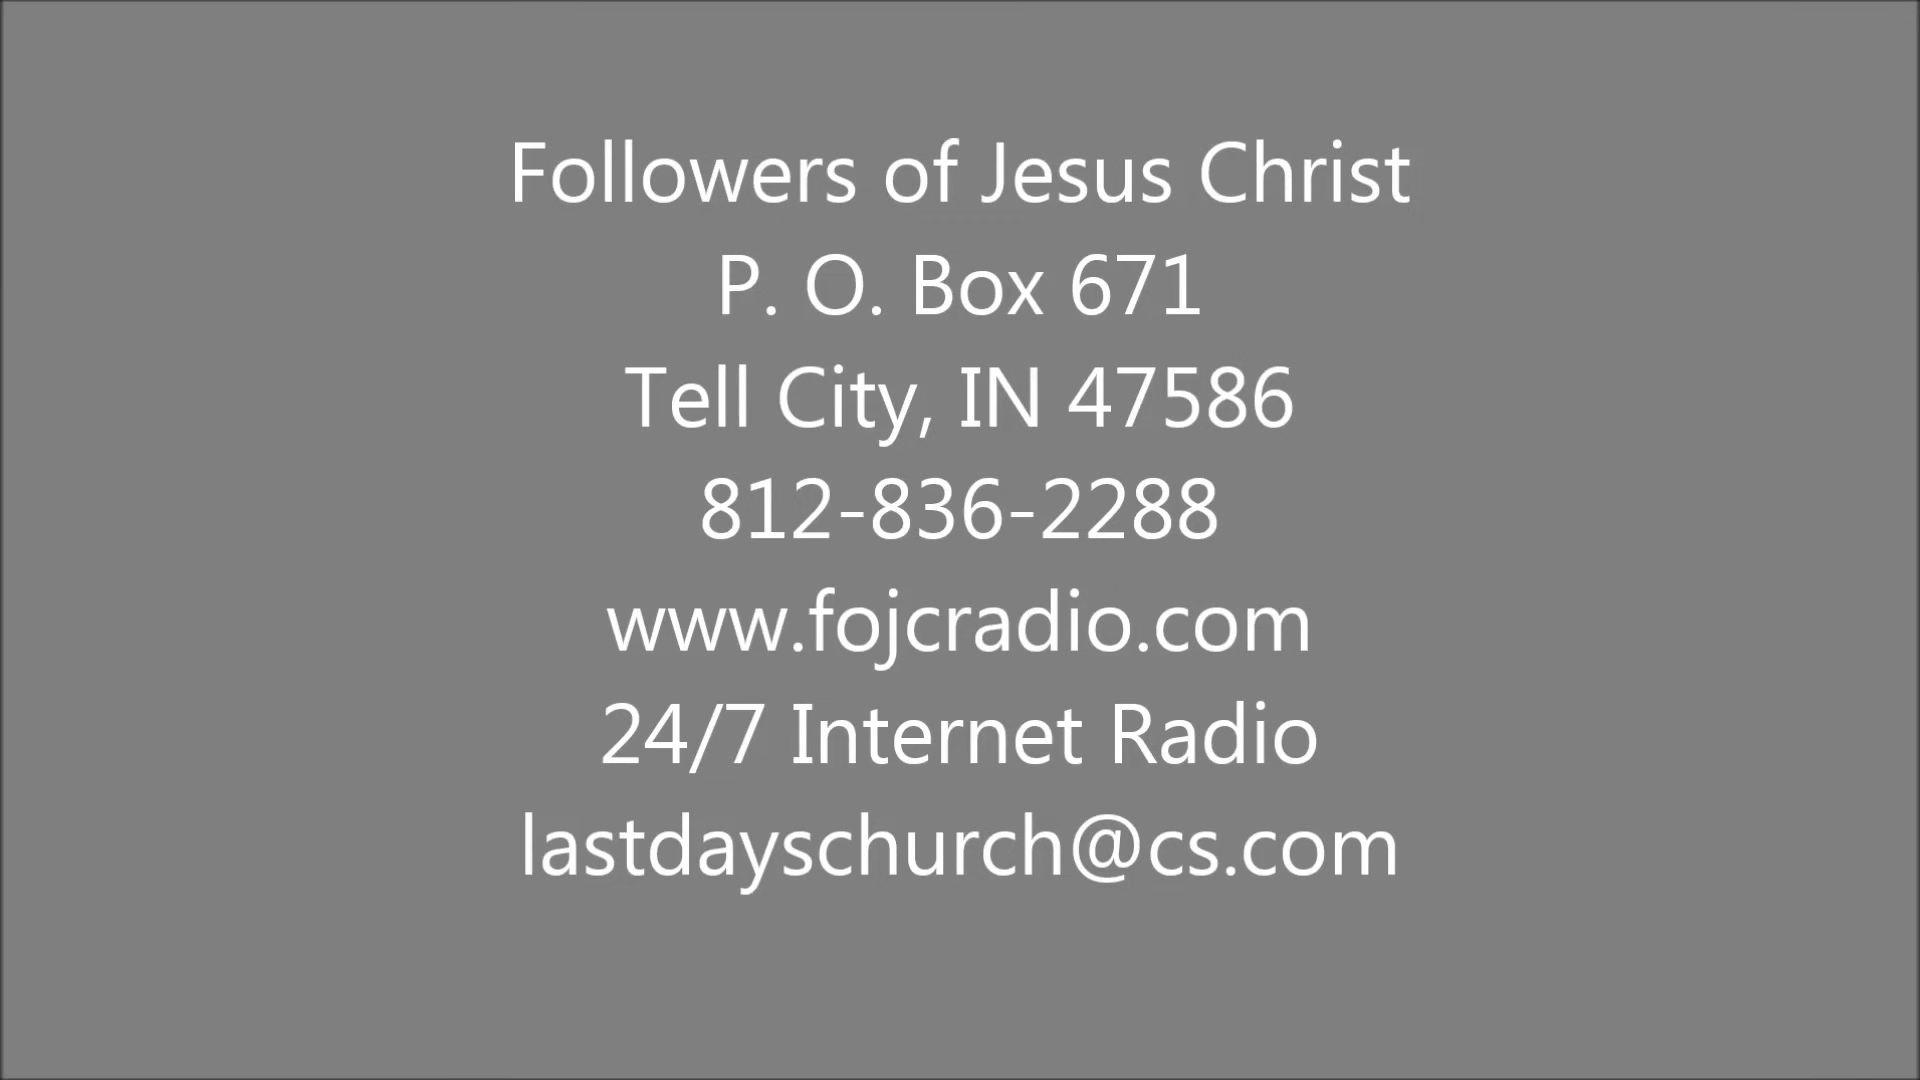 Followers of Jesus Christ
P. O. Box 671
Tell City, IN 47586
812-836-2288
www.fojcradio.com
24/7 Internet Radio
lastdayschurch@cs.com